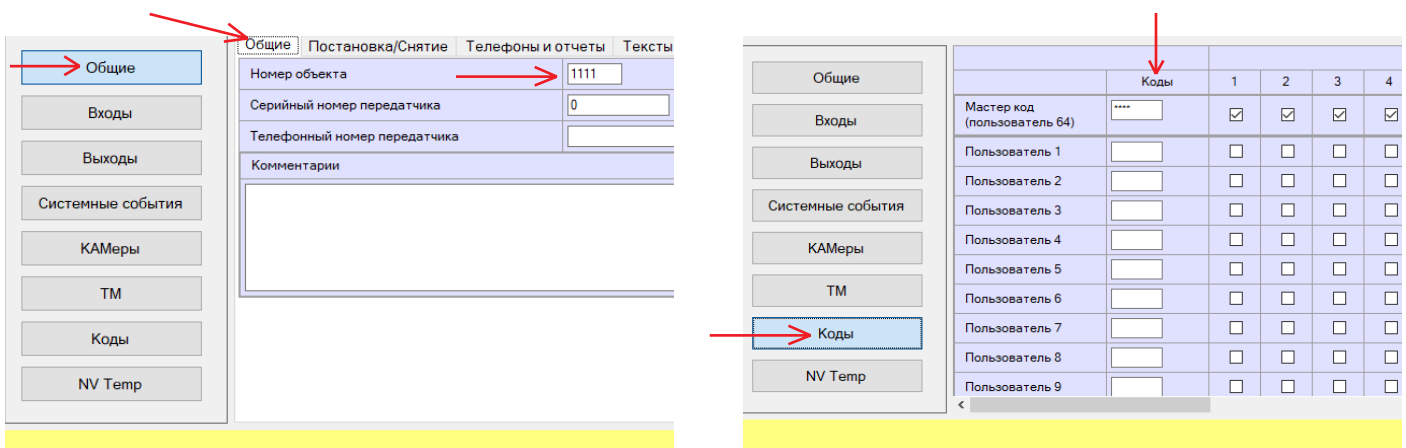 Общие
Входы
Выходы
Системные события
КАМеры
ТМ
Коды
NV Temp
Общие Постановка/Снятие Телефоны и отчеты Тексты
Номер объекта 1111
Серийный номер передатчика 0
Телефонный номер передатчика
Комментарии
Общие
Входы
Выходы
Системные события
КАМеры
ТМ
Коды
NV Temp
Коды 1 2 3 4
Мастер код
(пользователь 64) ****
Пользователь 1
Пользователь 2
Пользователь 3
Пользователь 4
Пользователь 5
Пользователь 6
Пользователь 7
Пользователь 8
Пользователь 9